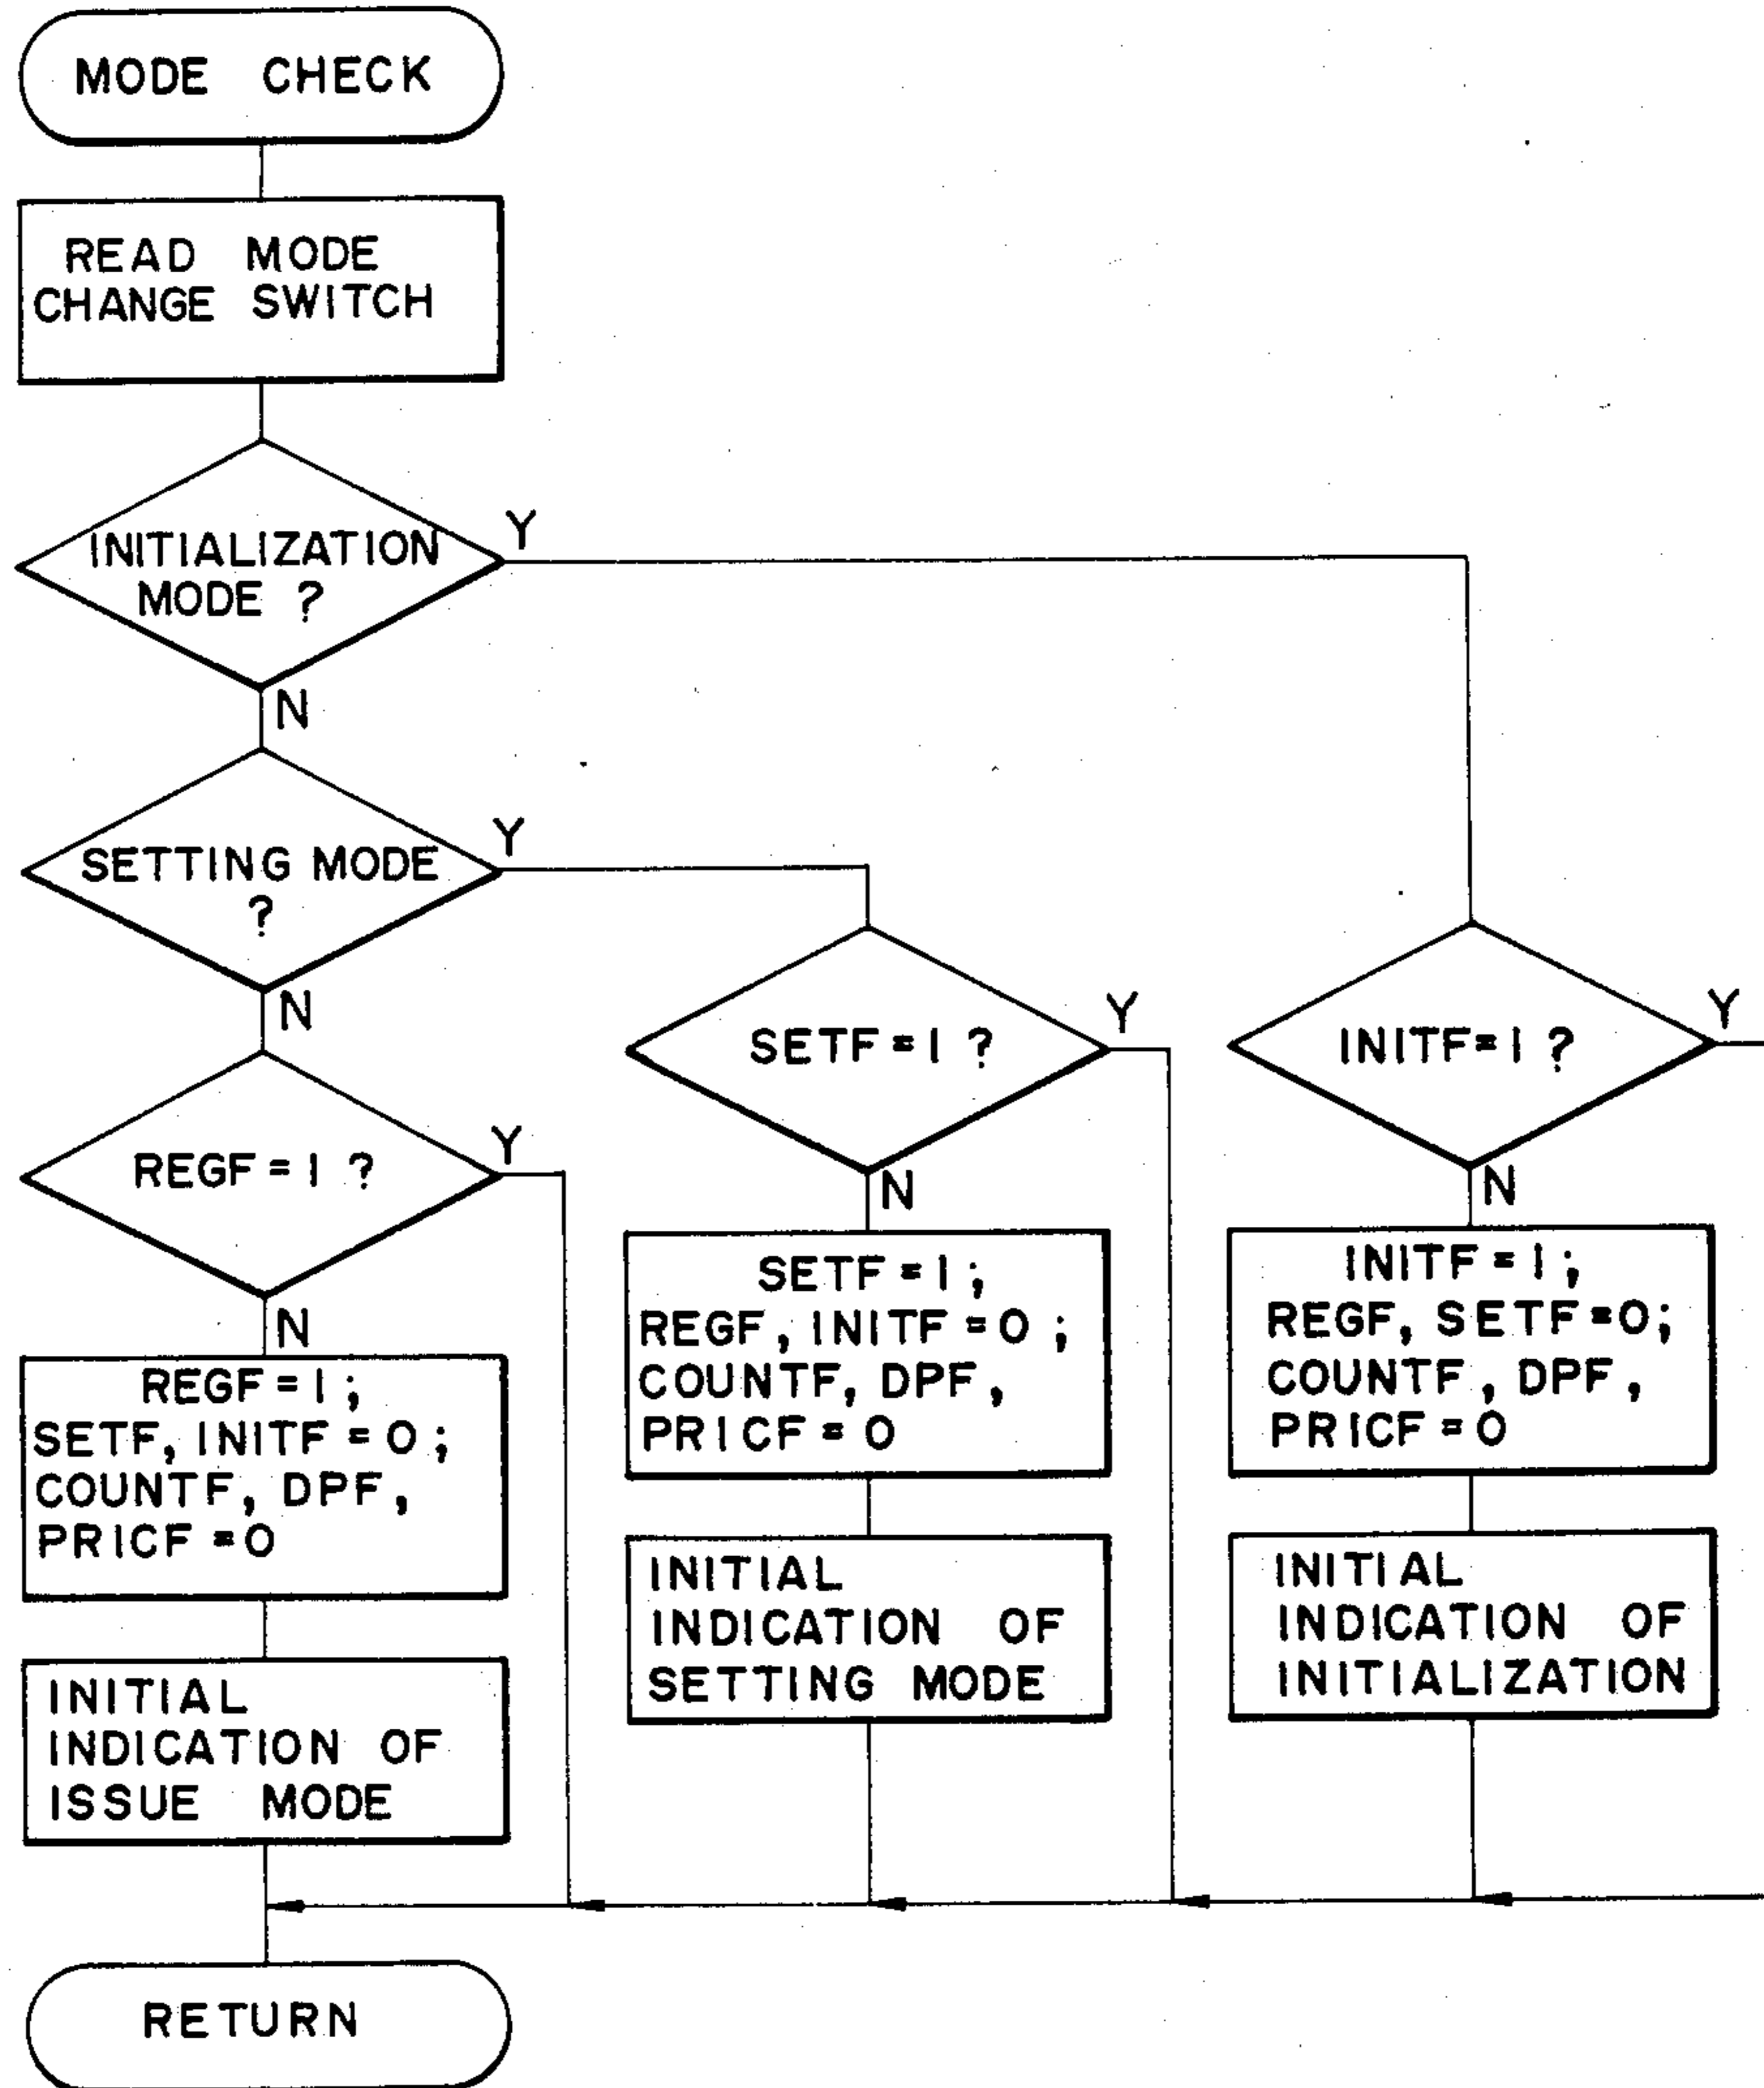 MODE CHECK
READ MODE
CHANGE SWITCH
INITIALIZATION
MODE ?
Y
N
SETTING MODE
?
Y
N
REGF = 1 ?
Y
N
REGF = 1 ;
SETF, INITF = 0 ;
COUNTF, DPF,
PRICF = 0
INITIAL
INDICATION OF
ISSUE MODE
SETF = 1 ?
Y
N
SETF = 1 ;
REGF, INITF = 0 ;
COUNTF, DPF,
PRICF = 0
INITIAL
INDICATION OF
SETTING MODE
INITF = 1 ?
Y
N
INITF = 1 ;
REGF, SETF = 0 ;
COUNTF, DPF,
PRICF = 0
INITIAL
INDICATION OF
INITIALIZATION
RETURN